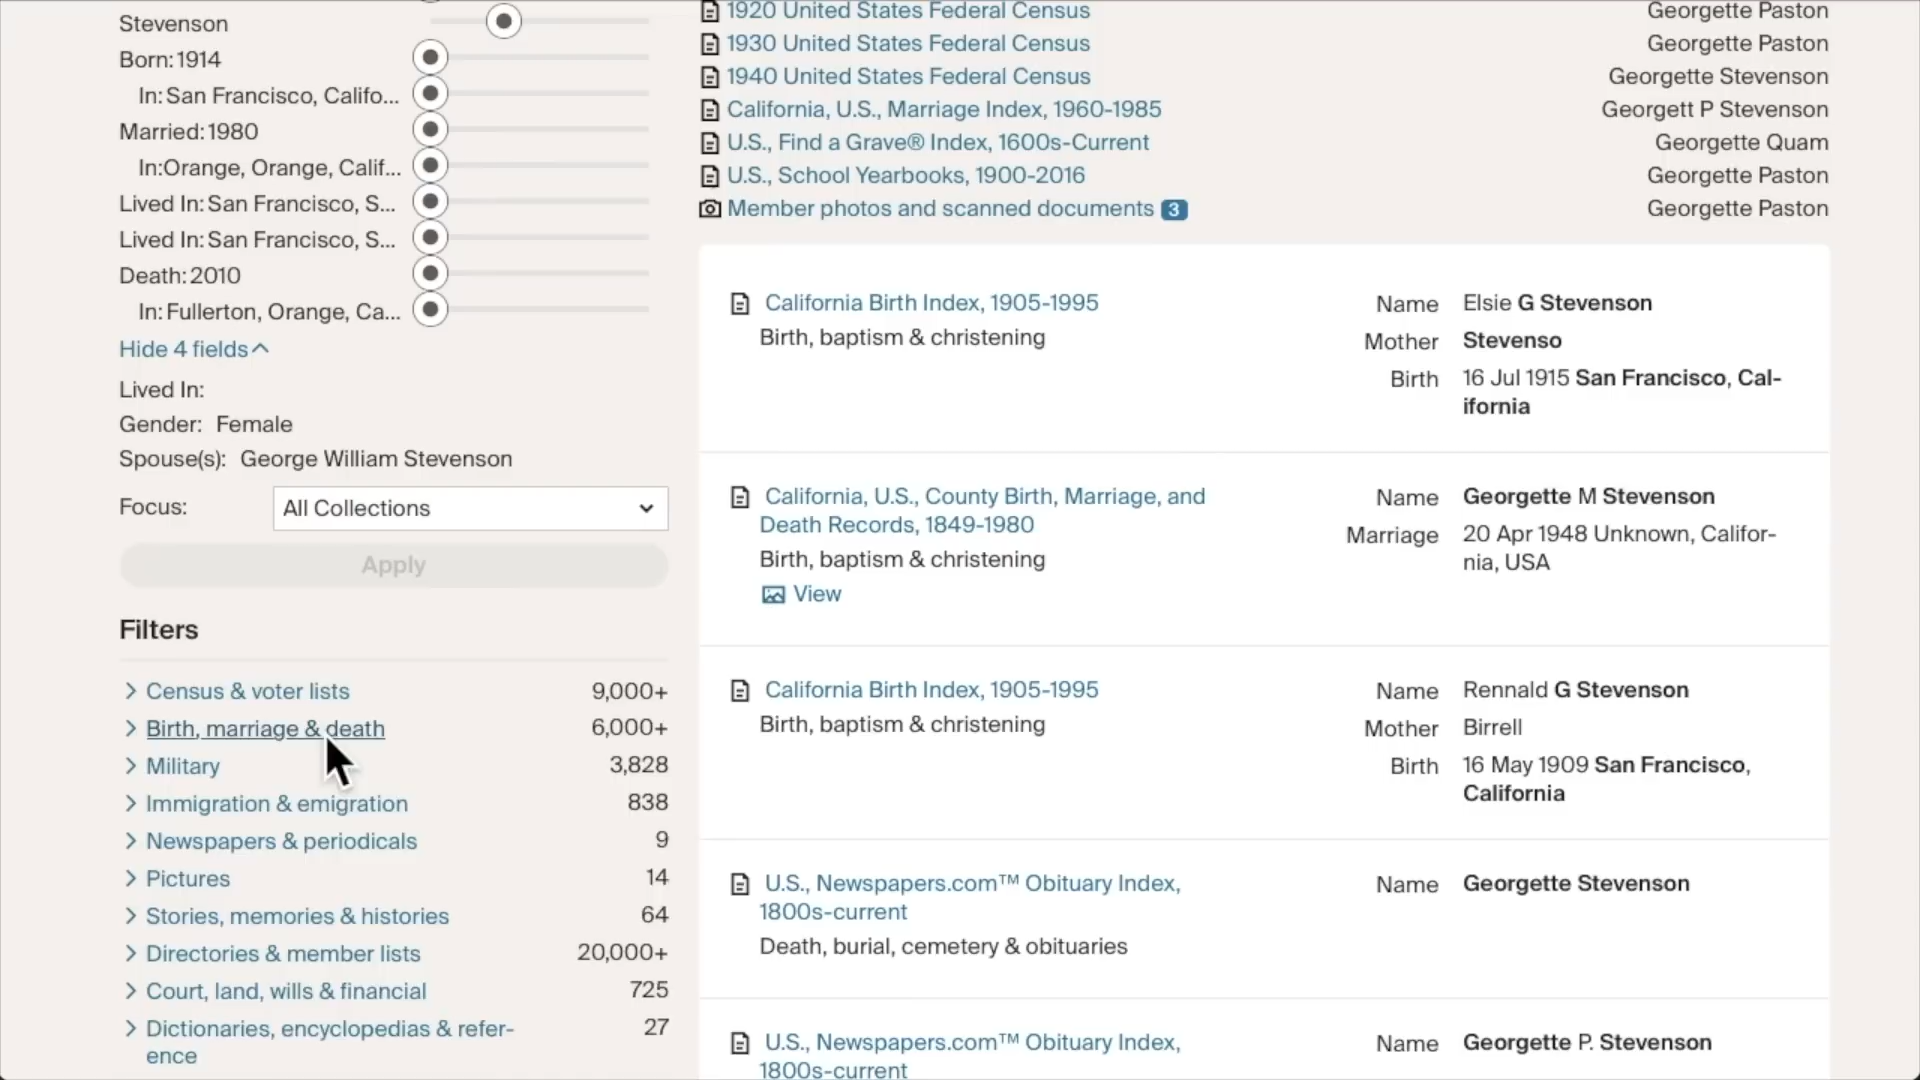 Stevenson
Born: 1914
In: San Francisco, Califo...
Married: 1980
In: Orange, Orange, Calif...
Lived In: San Francisco, S...
Lived In: San Francisco, S...
Death: 2010
In: Fullerton, Orange, Ca...
Hide 4 fields
Lived In:
Gender: Female
Spouse(s): George William Stevenson
Focus: All Collections
Apply
Filters
Census & voter lists 9,000+
Birth, marriage & death 6,000+
Military 3,828
Immigration & emigration 838
Newspapers & periodicals 9
Pictures 14
Stories, memories & histories 64
Directories & member lists 20,000+
Court, land, wills & financial 725
Dictionaries, encyclopedias & refer- 27
ence
1920 United States Federal Census Georgette Paston
1930 United States Federal Census Georgette Paston
1940 United States Federal Census Georgette Stevenson
California, U.S., Marriage Index, 1960-1985 Georgett P Stevenson
U.S., Find a Grave® Index, 1600s-Current Georgette Quam
U.S., School Yearbooks, 1900-2016 Georgette Paston
Member photos and scanned documents 3 Georgette Paston
California Birth Index, 1905-1995
Birth, baptism & christening
Name Elsie G Stevenson
Mother Stevenso
Birth 16 Jul 1915 San Francisco, Cal-
ifornia
California, U.S., County Birth, Marriage, and
Death Records, 1849-1980
Birth, baptism & christening
View
Name Georgette M Stevenson
Marriage 20 Apr 1948 Unknown, Califor-
nia, USA
California Birth Index, 1905-1995
Birth, baptism & christening
Name Rennald G Stevenson
Mother Birrell
Birth 16 May 1909 San Francisco,
California
U.S., Newspapers.com™ Obituary Index,
1800s-current
Death, burial, cemetery & obituaries
Name Georgette Stevenson
U.S., Newspapers.com™ Obituary Index,
1800s-current
Name Georgette P. Stevenson